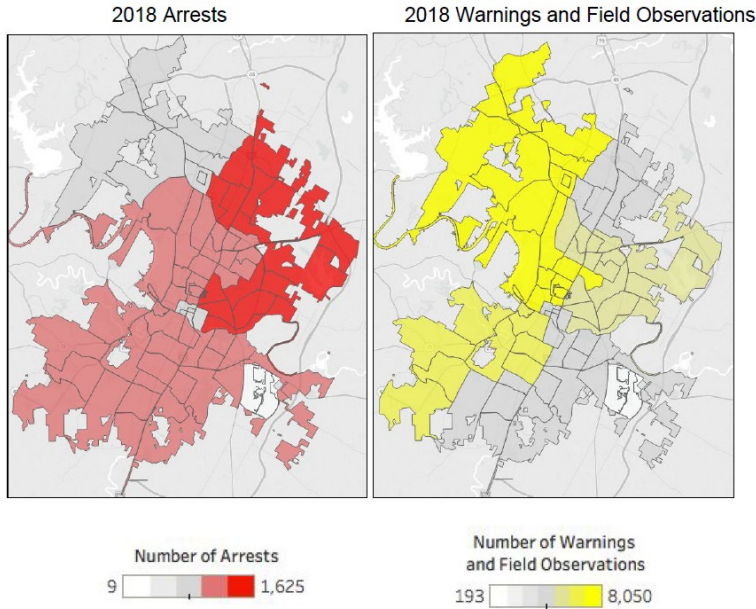 2018 Arrests
2018 Warnings and Field Observations
Number of Arrests
9
1,625
Number of Warnings
and Field Observations
193
8,050